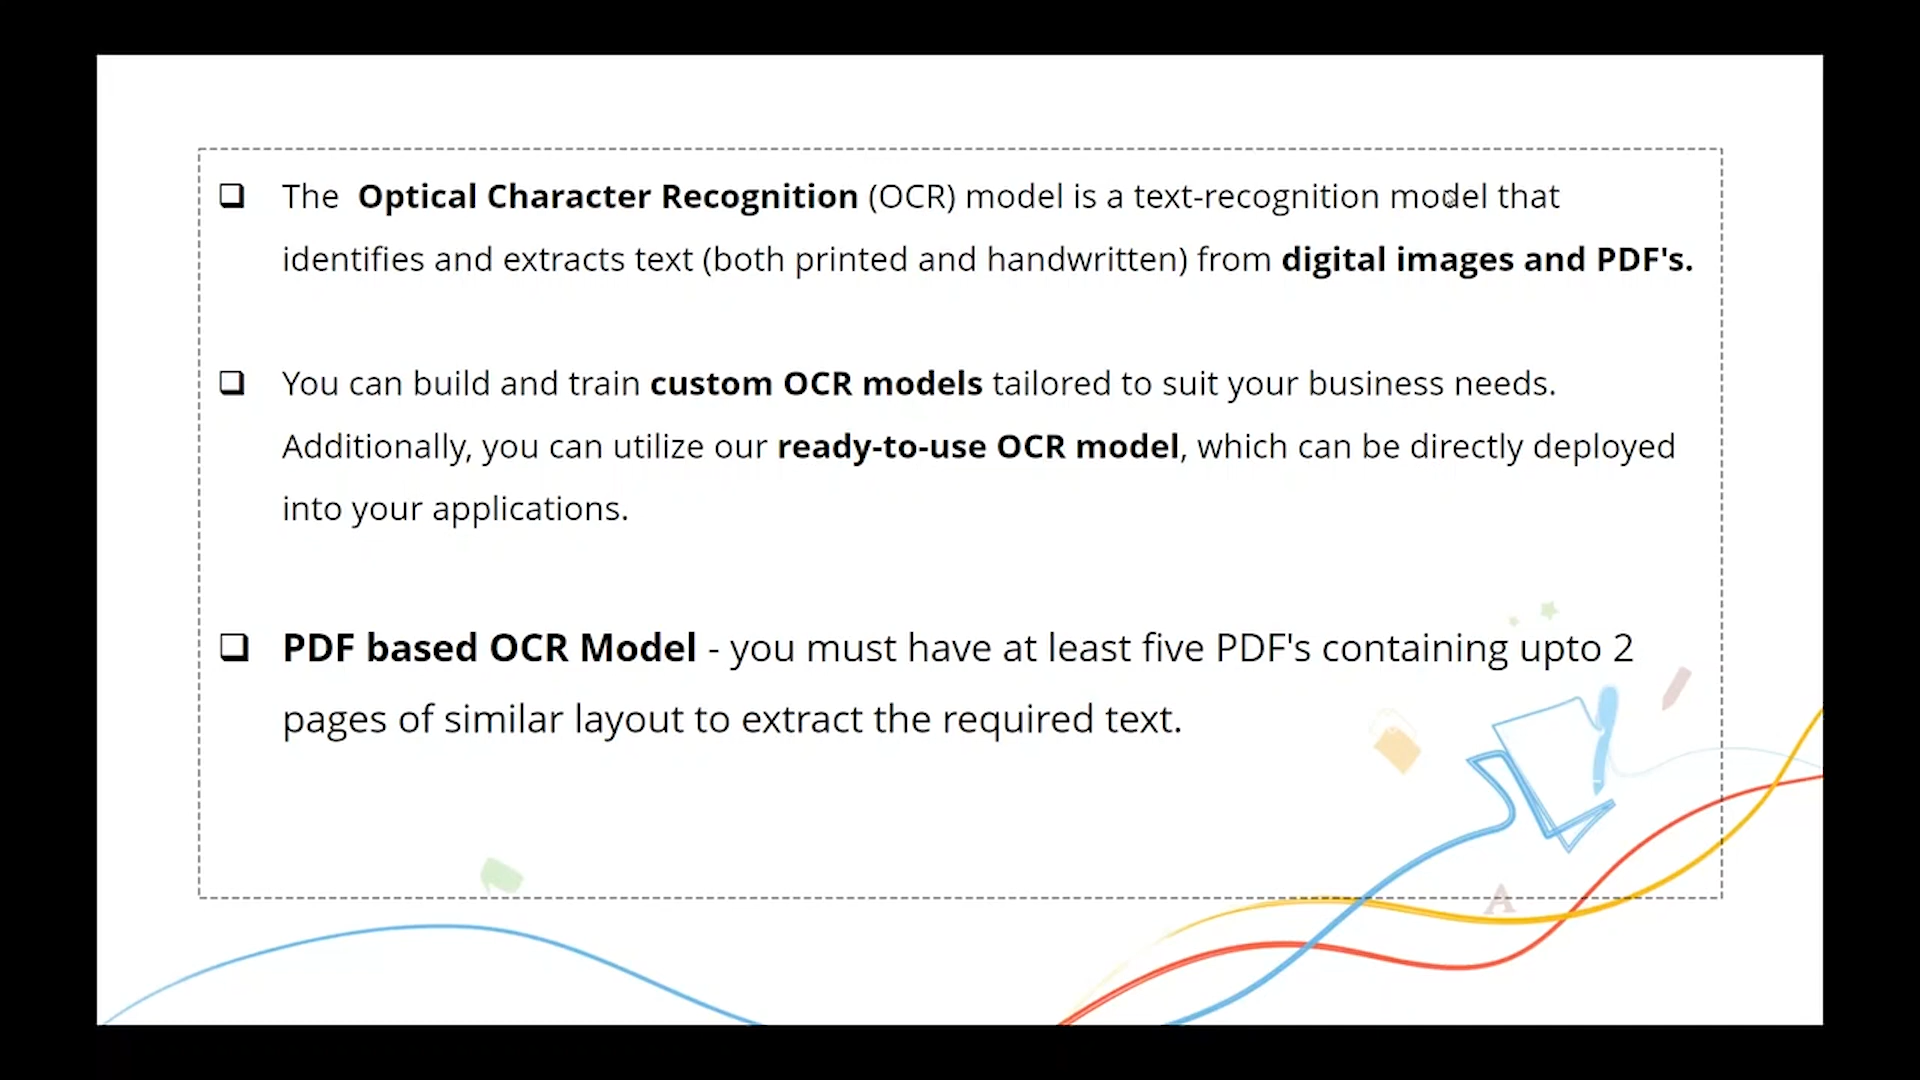 The Optical Character Recognition (OCR) model is a text-recognition model that
identifies and extracts text (both printed and handwritten) from digital images and PDF's.
You can build and train custom OCR models tailored to suit your business needs.
Additionally, you can utilize our ready-to-use OCR model, which can be directly deployed
into your applications.
PDF based OCR Model - you must have at least five PDF's containing upto 2
pages of similar layout to extract the required text.
A